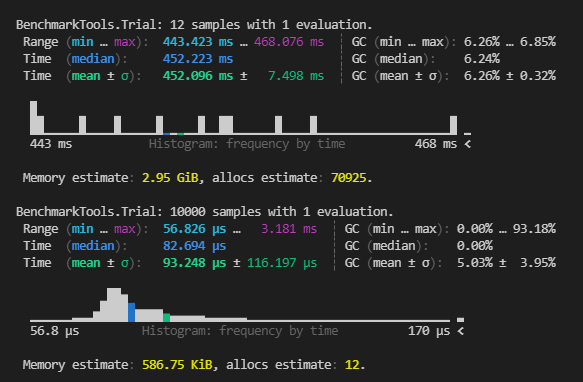 BenchmarkTools.Trial: 12 samples with 1 evaluation.
Range (min … max): 443.423 ms … 468.076 ms ┊ GC (min … max): 6.26% … 6.85%
Time (median): 452.223 ms ┊ GC (median): 6.24%
Time (mean ± σ): 452.096 ms ± 7.498 ms ┊ GC (mean ± σ): 6.26% ± 0.32%
443 ms Histogram: frequency by time 468 ms <
Memory estimate: 2.95 GiB, allocs estimate: 70925.
BenchmarkTools.Trial: 10000 samples with 1 evaluation.
Range (min … max): 56.826 μs … 3.181 ms ┊ GC (min … max): 0.00% … 93.18%
Time (median): 82.694 μs ┊ GC (median): 0.00%
Time (mean ± σ): 93.248 μs ± 116.197 μs ┊ GC (mean ± σ): 5.03% ± 3.95%
56.8 μs Histogram: frequency by time 170 μs <
Memory estimate: 586.75 KiB, allocs estimate: 12.